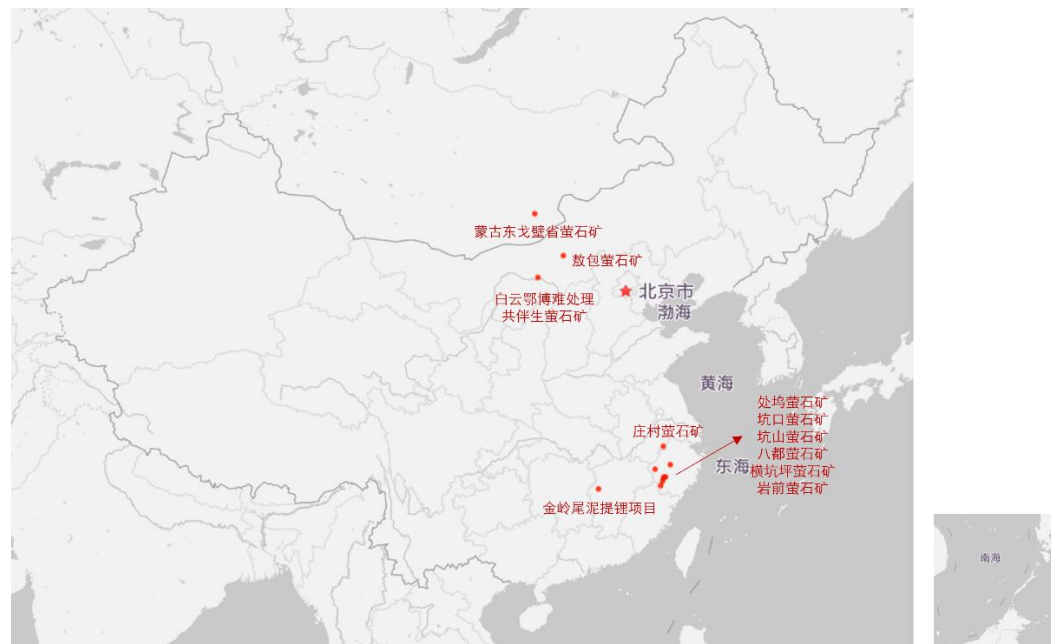 蒙古东戈壁省萤石矿
敖包萤石矿
白云鄂博难处理
共伴生萤石矿
北京市
渤海
黄海
处坞萤石矿
坑口萤石矿
坑山萤石矿
八都萤石矿
横坑坪萤石矿
岩前萤石矿
庄村萤石矿
东海
金岭尾泥提锂项目
南海